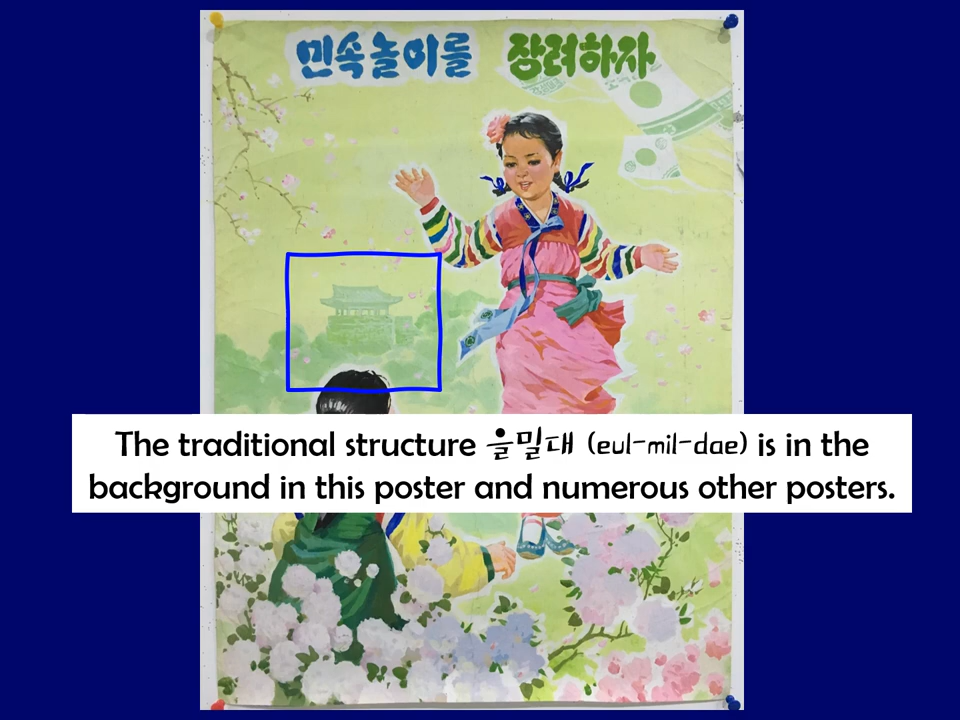 민속놀이를 장려하자
The traditional structure 을밀대 (eul-mil-dae) is in the
background in this poster and numerous other posters.